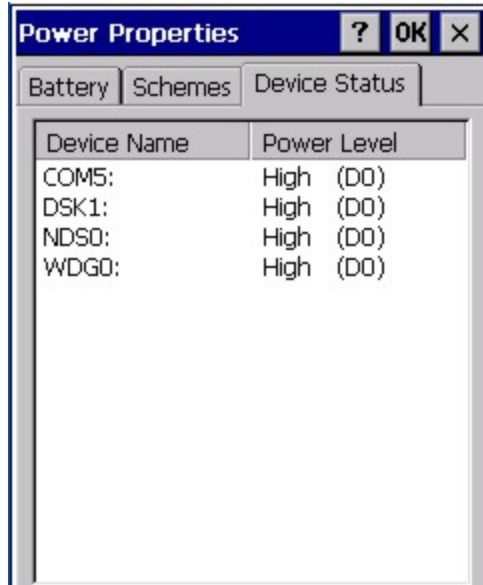 Power Properties ? OK ×
Battery Schemes Device Status
Device Name Power Level
COM5: High (D0)
DSK1: High (D0)
NDS0: High (D0)
WDG0: High (D0)